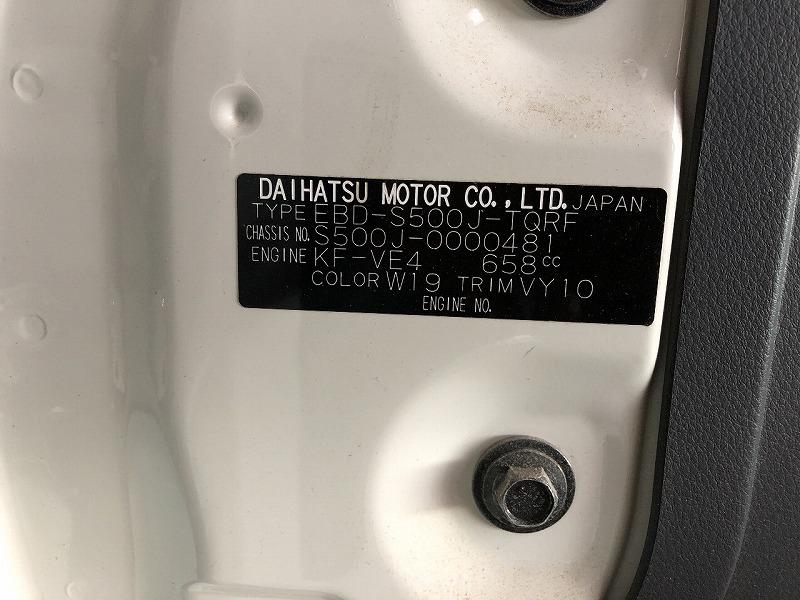 DAIHATSU MOTOR CO., LTD. JAPAN
TYPE EBD-S500J-TQRF
CHASSIS NO. S500J-0000481
ENGINE KF-VE4 658cc
COLOR W19 TRIM VY10
ENGINE NO.